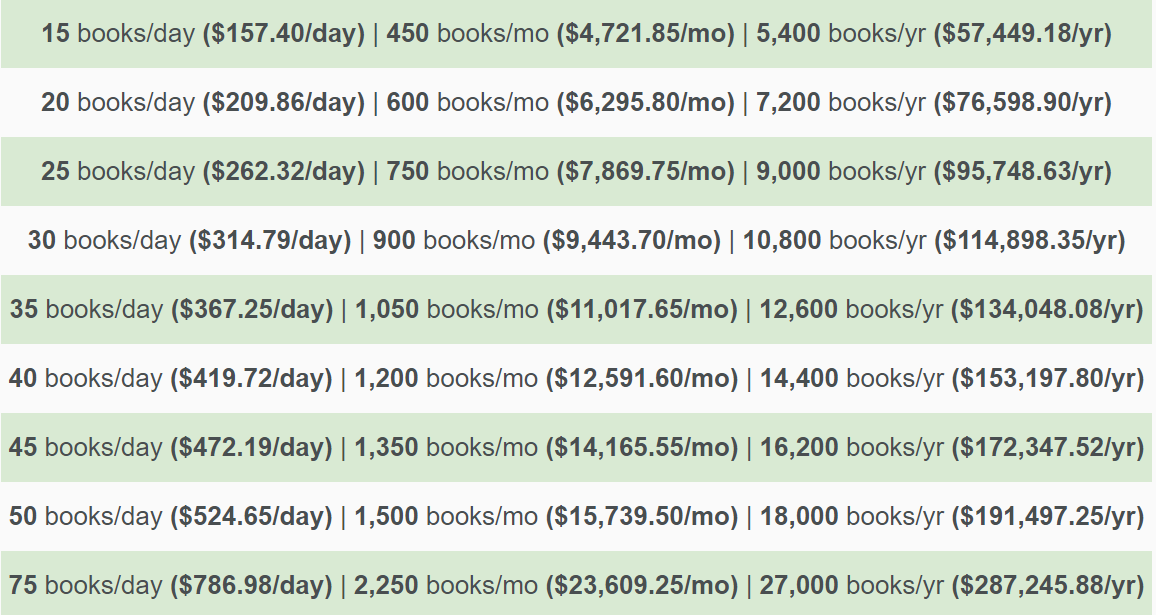 15 books/day ($157.40/day) | 450 books/mo ($4,721.85/mo) | 5,400 books/yr ($57,449.18/yr)
20 books/day ($209.86/day) | 600 books/mo ($6,295.80/mo) | 7,200 books/yr ($76,598.90/yr)
25 books/day ($262.32/day) | 750 books/mo ($7,869.75/mo) | 9,000 books/yr ($95,748.63/yr)
30 books/day ($314.79/day) | 900 books/mo ($9,443.70/mo) | 10,800 books/yr ($114,898.35/yr)
35 books/day ($367.25/day) | 1,050 books/mo ($11,017.65/mo) | 12,600 books/yr ($134,048.08/yr)
40 books/day ($419.72/day) | 1,200 books/mo ($12,591.60/mo) | 14,400 books/yr ($153,197.80/yr)
45 books/day ($472.19/day) | 1,350 books/mo ($14,165.55/mo) | 16,200 books/yr ($172,347.52/yr)
50 books/day ($524.65/day) | 1,500 books/mo ($15,739.50/mo) | 18,000 books/yr ($191,497.25/yr)
75 books/day ($786.98/day) | 2,250 books/mo ($23,609.25/mo) | 27,000 books/yr ($287,245.88/yr)